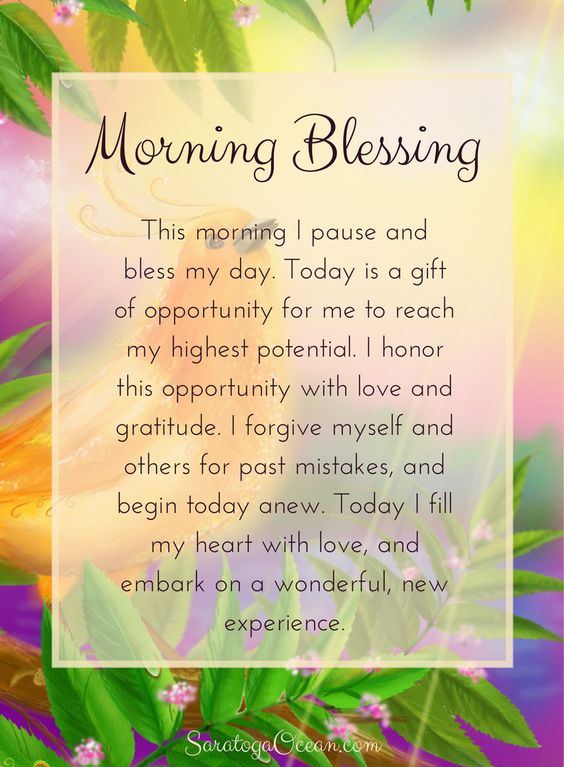 Morning Blessing
This morning I pause and
bless my day. Today is a gift
of opportunity for me to reach
my highest potential. I honor
this opportunity with love and
gratitude. I forgive myself and
others for past mistakes, and
begin today anew. Today I fill
my heart with love, and
embark on a wonderful, new
experience.
SaratogaOcean.com